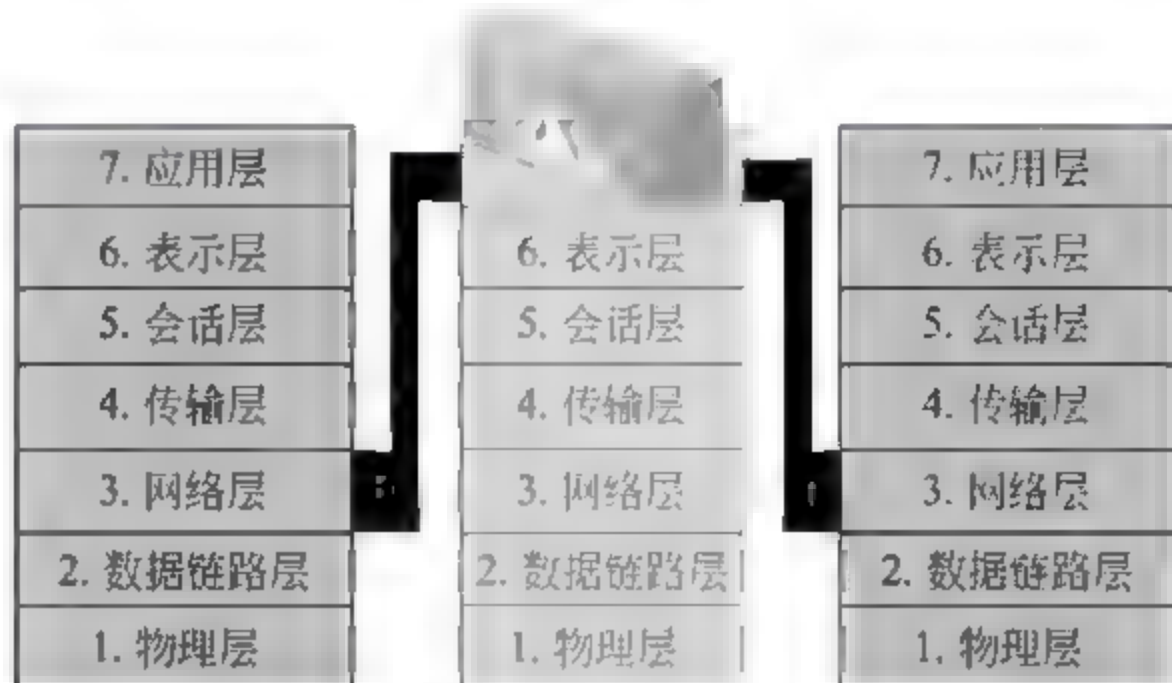 7. 应用层
6. 表示层
5. 会话层
4. 传输层
3. 网络层
2. 数据链路层
1. 物理层
6. 表示层
5. 会话层
4. 传输层
3. 网络层
2. 数据链路层
1. 物理层
7. 应用层
6. 表示层
5. 会话层
4. 传输层
3. 网络层
2. 数据链路层
1. 物理层